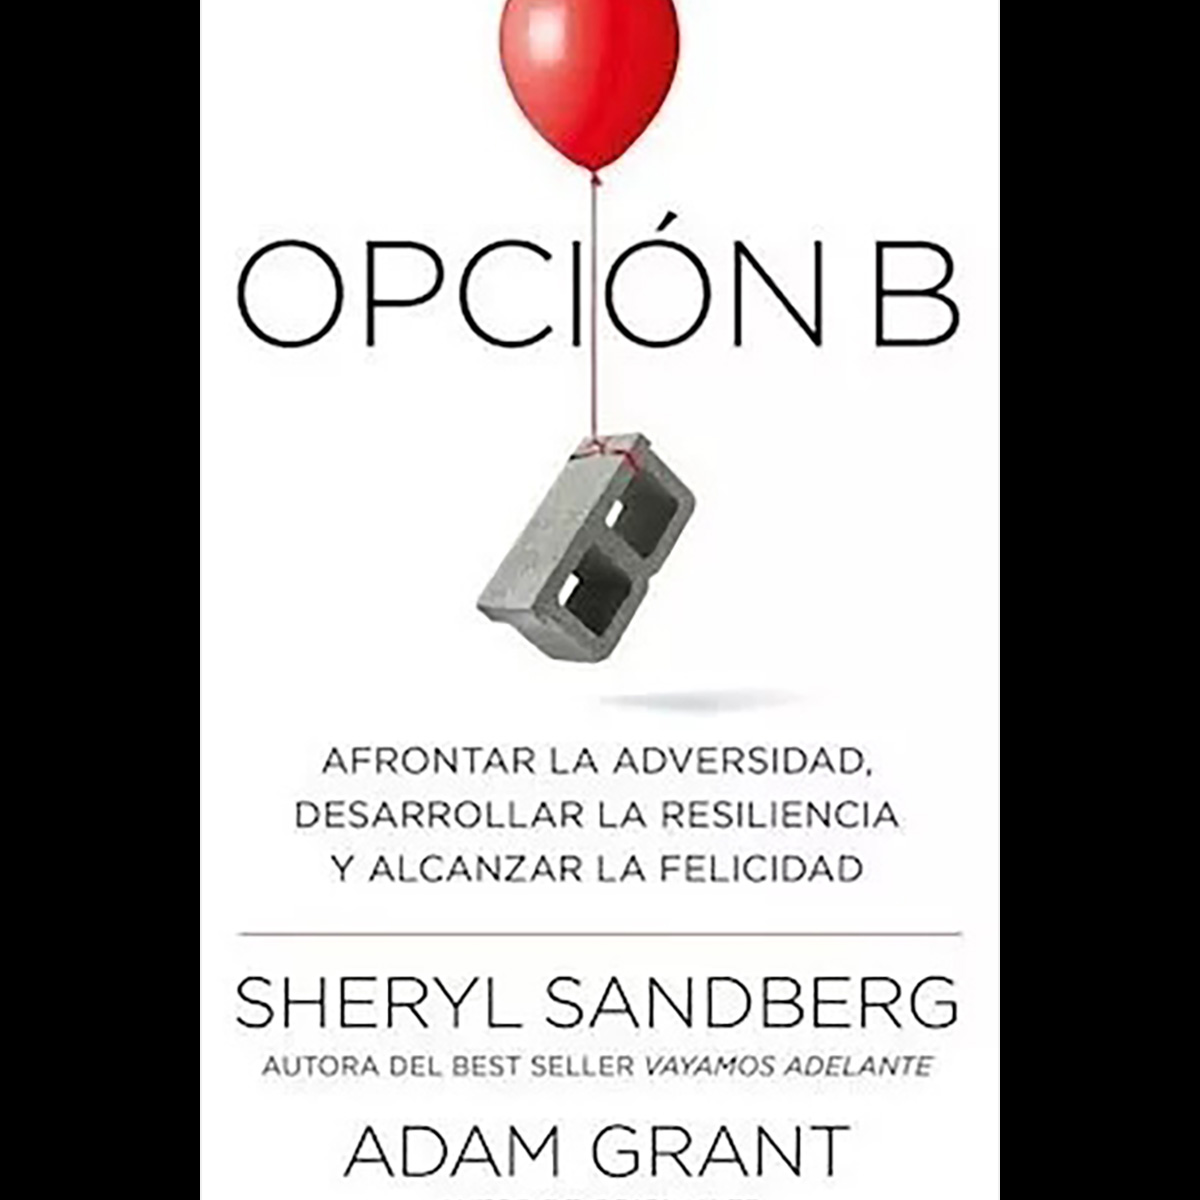 OPCIÓN B
AFRONTAR LA ADVERSIDAD,
DESARROLLAR LA RESILIENCIA
Y ALCANZAR LA FELICIDAD
SHERYL SANDBERG
AUTORA DEL BEST SELLER VAYAMOS ADELANTE
ADAM GRANT